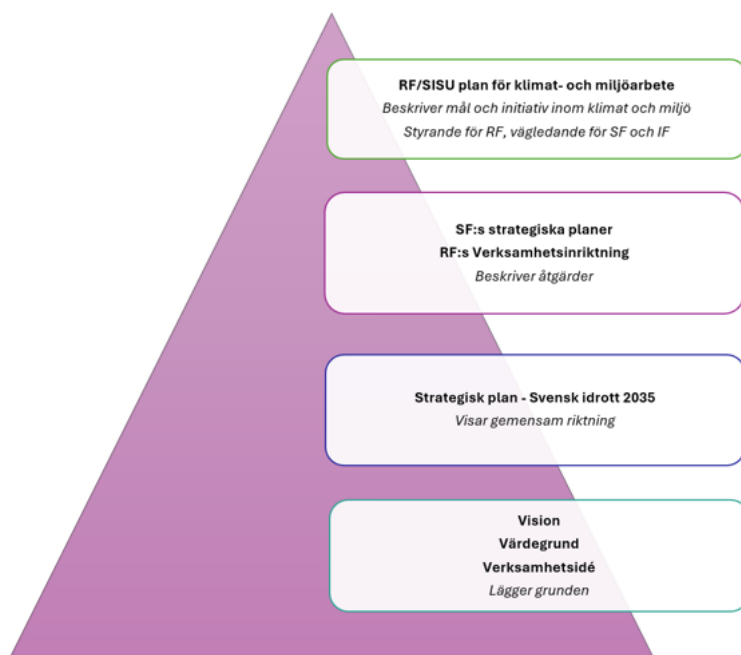 RF/SISU plan för klimat- och miljöarbete
Beskriver mål och initiativ inom klimat och miljö
Styrande för RF, vägledande för SF och IF
SF:s strategiska planer
RF:s Verksamhetsinriktning
Beskriver åtgärder
Strategisk plan - Svensk idrott 2035
Visar gemensam riktning
Vision
Värdegrund
Verksamhetsidé
Lägger grunden